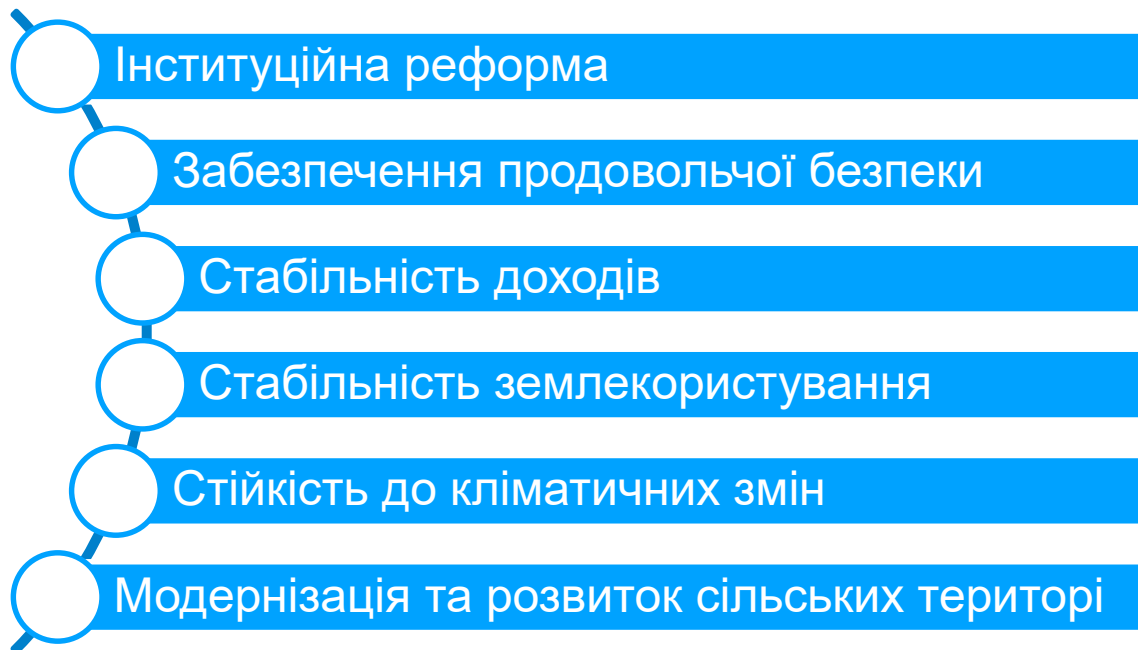 Інституційна реформа
Забезпечення продовольчої безпеки
Стабільність доходів
Стабільність землекористування
Стійкість до кліматичних змін
Модернізація та розвиток сільських територі